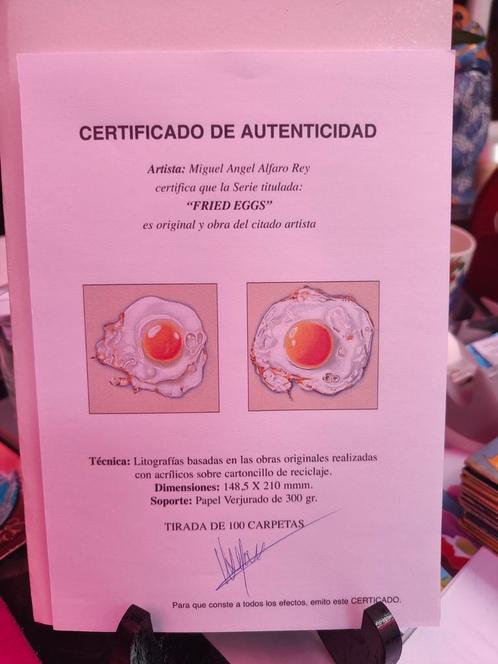 CERTIFICADO DE AUTENTICIDAD
Artista: Miguel Angel Alfaro Rey
certifica que la Serie titulada:
“FRIED EGGS”
es original y obra del citado artista
Técnica: Litografías basadas en las obras originales realizadas
con acrílicos sobre cartoncillo de reciclaje.
Dimensiones: 148,5 X 210 mmm.
Soporte: Papel Verjurado de 300 gr.
TIRADA DE 100 CARPETAS
Para que conste a todos los efectos, emito este CERTICADO.